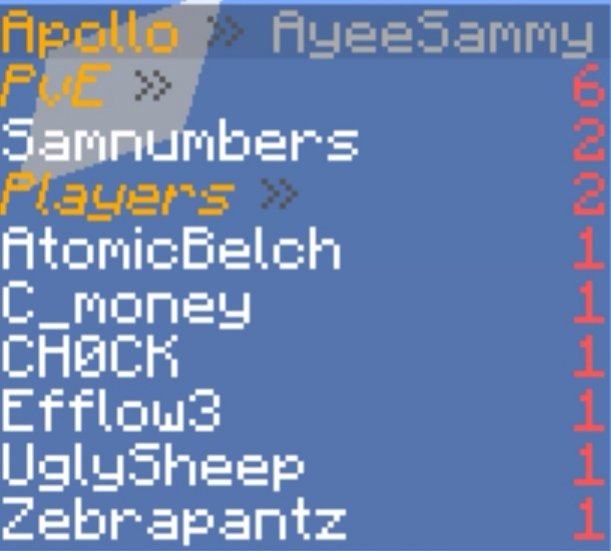 Apollo » AyeeSammy
PvE » 6
Samnumbers 2
Players » 2
AtomicBelch 1
C_money 1
CH0CK 1
Efflow3 1
UglySheep 1
Zebrapantz 1